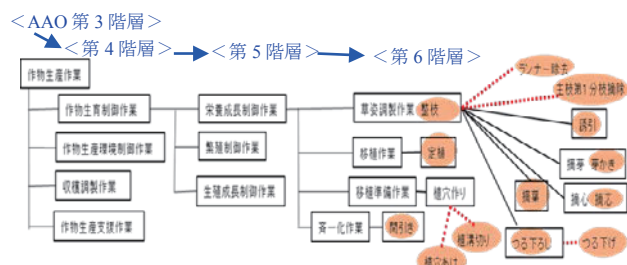 ＜AAO 第３階層＞
＜第４階層＞
＜第５階層＞
＜第６階層＞
作物生産作業
作物生育制御作業
作物生産環境制御作業
収穫調製作業
作物生産支援作業
栄養成長制御作業
繁殖制御作業
生殖成長制御作業
草姿調製作業 整枝
移植作業
定植
移植準備作業
植穴作り
斉一化作業
間引き
植穴あけ
植溝切り
ランナー除去
主枝第1分枝摘除
誘引
摘芽 芽かき
摘心 摘芯
摘葉
つる下ろし
つる下げ